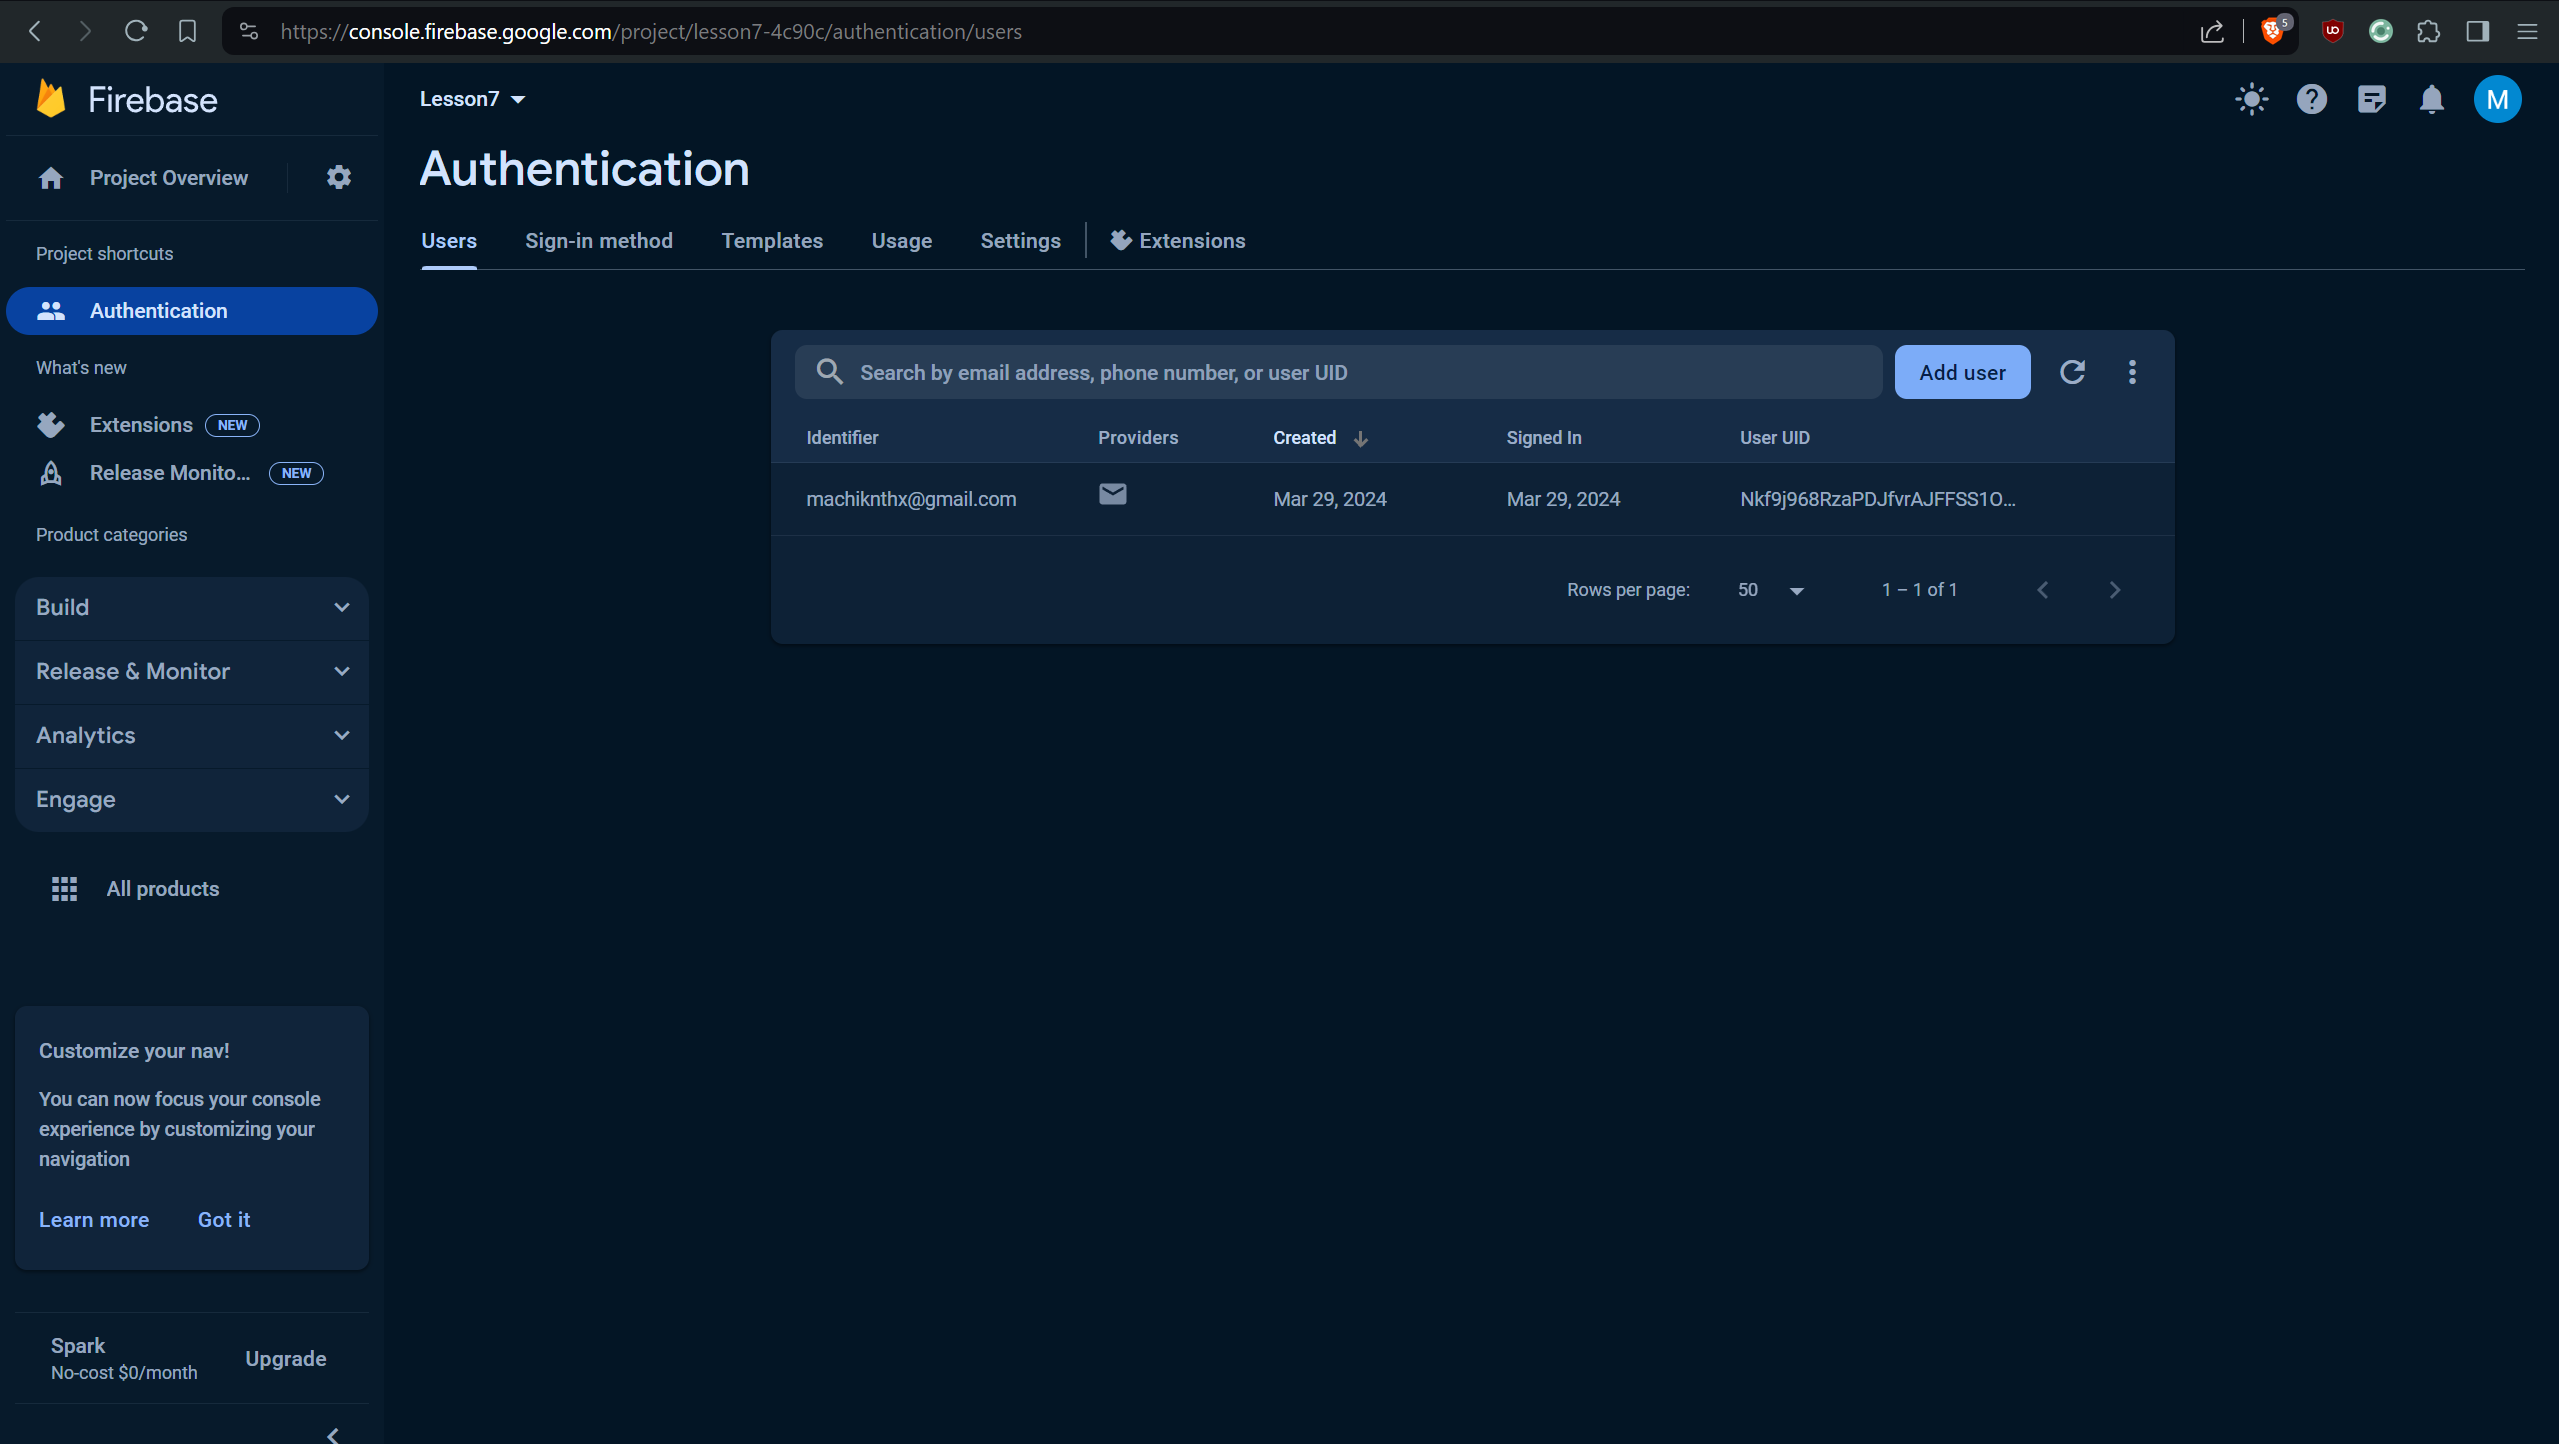 https://console.firebase.google.com/project/lesson7-4c90c/authentication/users
5
Firebase
Lesson7
M
Project Overview
Authentication
Users
Sign-in method
Templates
Usage
Settings
Extensions
Project shortcuts
Authentication
What's new
Extensions NEW
Release Monito... NEW
Product categories
Build
Release & Monitor
Analytics
Engage
All products
Customize your nav!
You can now focus your console
experience by customizing your
navigation
Learn more
Got it
Spark
No-cost $0/month
Upgrade
Search by email address, phone number, or user UID
Add user
Identifier
Providers
Created
Signed In
User UID
machiknthx@gmail.com
Mar 29, 2024
Mar 29, 2024
Nkf9j968RzaPDJfvrAJFFSS1O...
Rows per page:
50
1 – 1 of 1